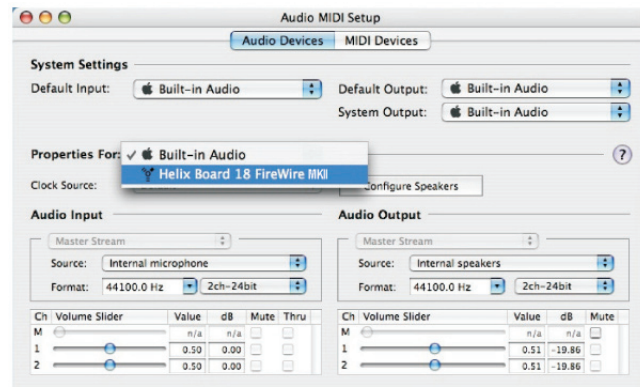 Audio MIDI Setup
Audio Devices MIDI Devices
System Settings
Default Input: Built-in Audio Default Output: Built-in Audio
System Output: Built-in Audio
Properties For: ✓ Built-in Audio ?
Helix Board 18 FireWire MKII
Clock Source: Configure Speakers
Audio Input Audio Output
Master Stream Master Stream
Source: Internal microphone Source: Internal speakers
Format: 44100.0 Hz 2ch-24bit Format: 44100.0 Hz 2ch-24bit
Ch Volume Slider Value dB Mute Thru Ch Volume Slider Value dB Mute
M n/a n/a M n/a n/a
1 0.50 0.00 1 0.51 -19.86
2 0.50 0.00 2 0.51 -19.86